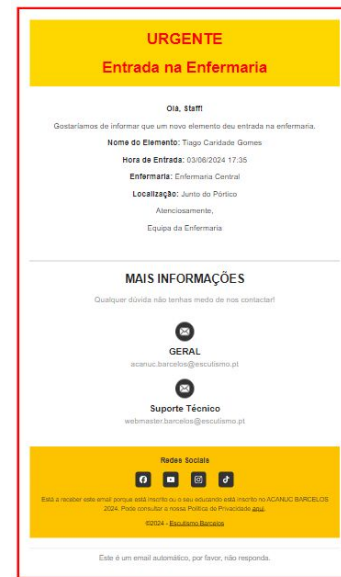 URGENTE
Entrada na Enfermaria
Olá, Staff!
Gostaríamos de informar que um novo elemento deu entrada na enfermaria.
Nome do Elemento: Tiago Caridade Gomes
Hora de Entrada: 03/06/2024 17:35
Enfermaria: Enfermaria Central
Localização: Junto do Pórtico
Atenciosamente,
Equipa da Enfermaria
MAIS INFORMAÇÕES
Qualquer dúvida não tenhas medo de nos contactar!
GERAL
acanuc.barcelos@escutismo.pt
Suporte Técnico
webmaster.barcelos@escutismo.pt
Redes Sociais
Está a receber este email porque está inscrito ou o seu educando está inscrito no ACANUC BARCELOS
2024. Pode consultar a nossa Política de Privacidade aqui.
©2024 - Escutismo Barcelos
Este é um email automático, por favor, não responda.